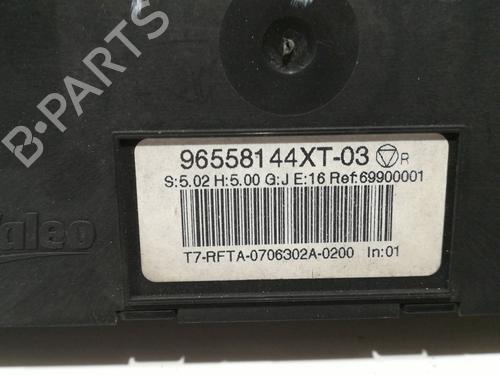 B-PARTS
96558144XT-03 R
S:5.02 H:5.00 G:J E:16 Ref:69900001
T7-RFTA-0706302A-0200 In:01
Valeo